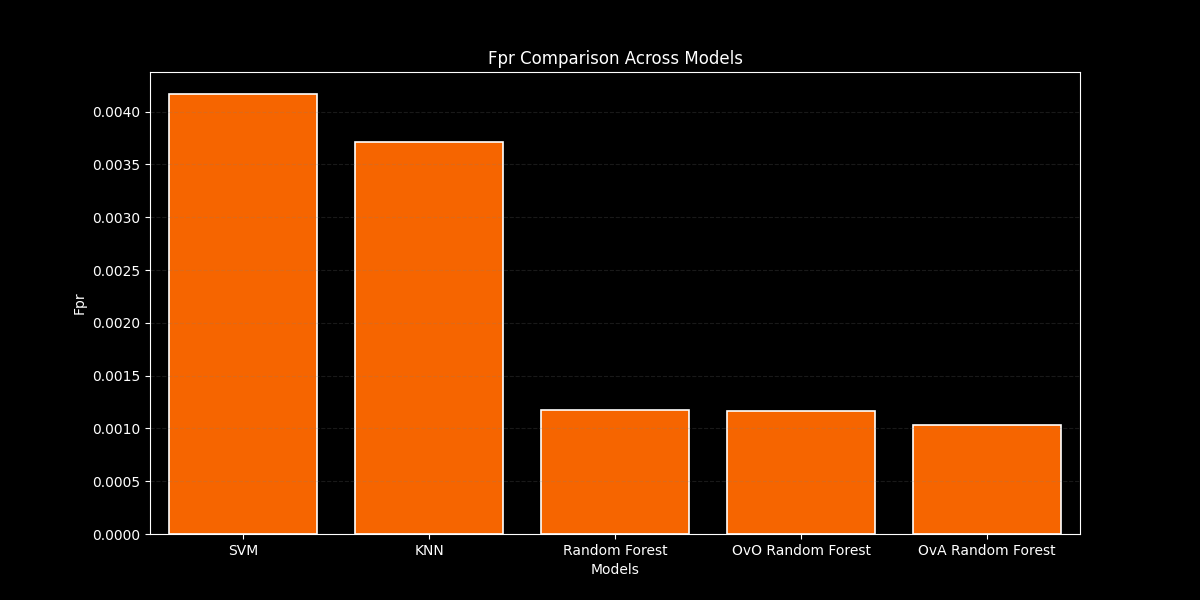 Fpr Comparison Across Models
0.0040
0.0035
0.0030
0.0025
0.0020
0.0015
0.0010
0.0005
0.0000
Fpr
SVM KNN Random Forest OvO Random Forest OvA Random Forest
Models